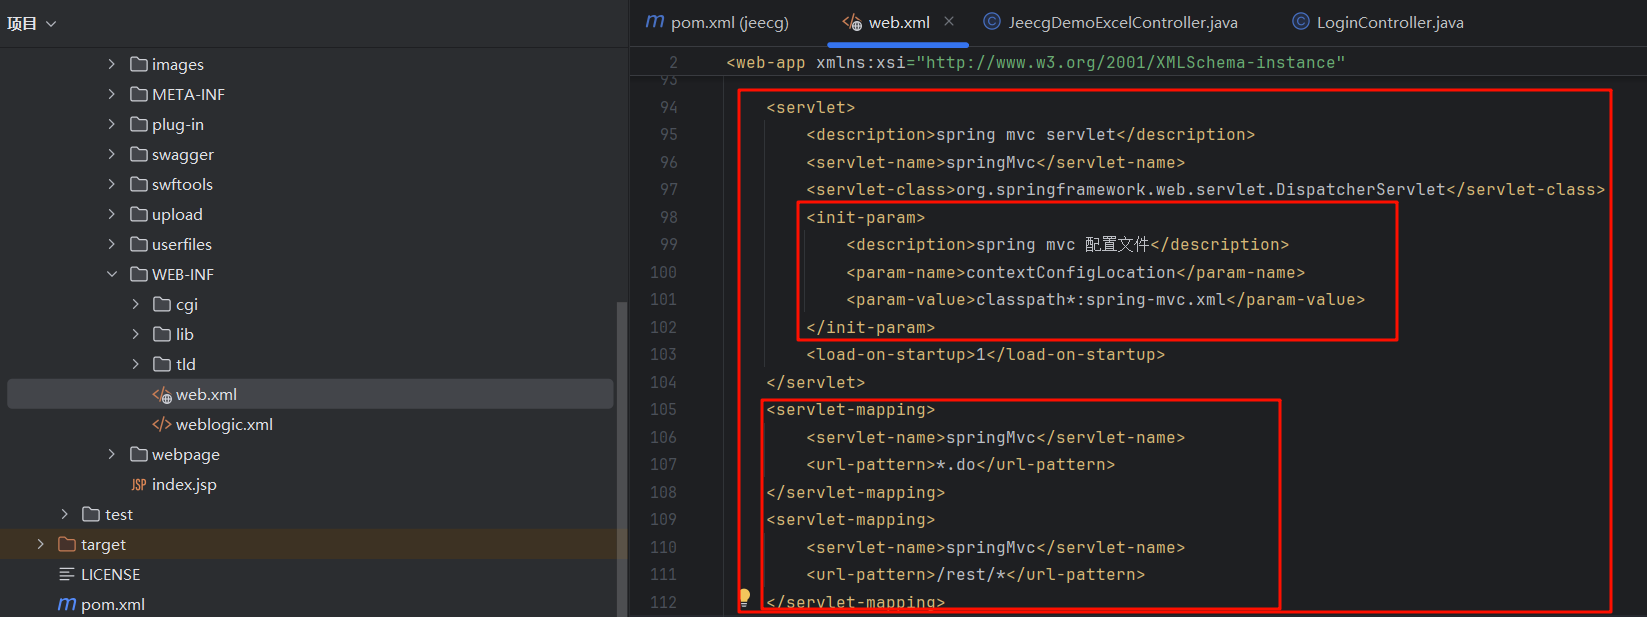 项目
images
META-INF
plug-in
swagger
swftools
upload
userfiles
WEB-INF
cgi
lib
tld
web.xml
weblogic.xml
webpage
JSP index.jsp
test
target
LICENSE
m pom.xml
m pom.xml (jeecg)
web.xml
JeecgDemoExcelController.java
LoginController.java
2 <web-app xmlns:xsi="http://www.w3.org/2001/XMLSchema-instance"
93
94 <servlet>
95 <description>spring mvc servlet</description>
96 <servlet-name>springMvc</servlet-name>
97 <servlet-class>org.springframework.web.servlet.DispatcherServlet</servlet-class>
98 <init-param>
99 <description>spring mvc 配置文件</description>
100 <param-name>contextConfigLocation</param-name>
101 <param-value>classpath*:spring-mvc.xml</param-value>
102 </init-param>
103 <load-on-startup>1</load-on-startup>
104 </servlet>
105 <servlet-mapping>
106 <servlet-name>springMvc</servlet-name>
107 <url-pattern>*.do</url-pattern>
108 </servlet-mapping>
109 <servlet-mapping>
110 <servlet-name>springMvc</servlet-name>
111 <url-pattern>/rest/*</url-pattern>
112 </servlet-mapping>